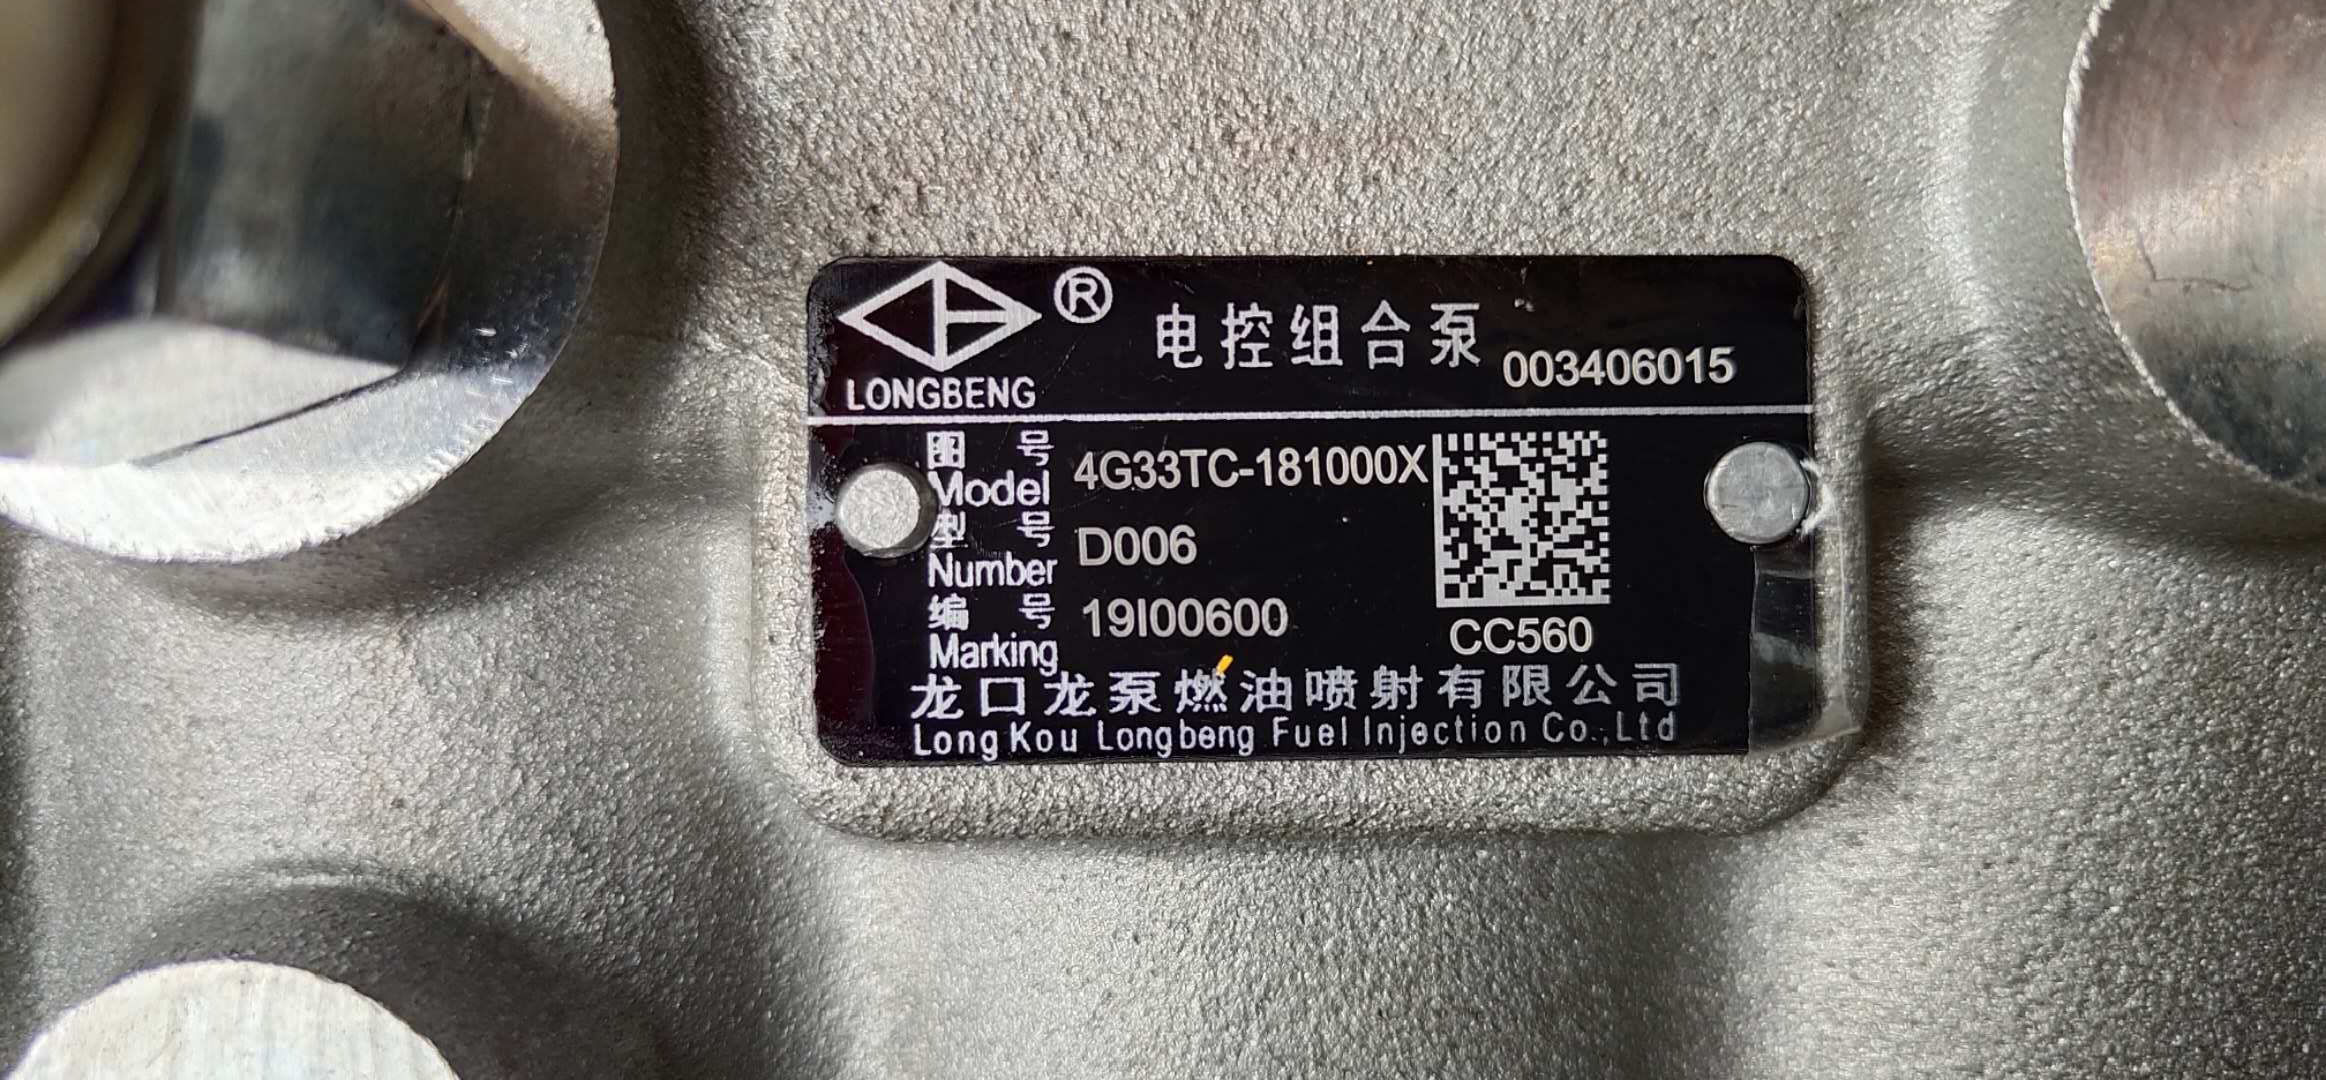 ®
LONGBENG
电控组合泵 003406015
图号 4G33TC-181000X
Model
型号 D006
Number
编号 19I00600
Marking
CC560
龙口龙泵燃油喷射有限公司
Long Kou Longbeng Fuel Injection Co.,Ltd